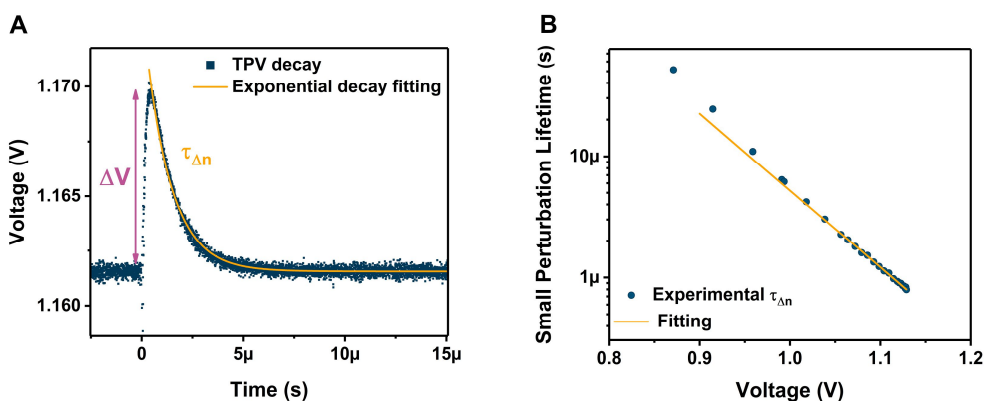 A
TPV decay
Exponential decay fitting
ΔV
τΔn
1.170
1.165
1.160
Voltage (V)
0
5μ
10μ
15μ
Time (s)
B
Small Perturbation Lifetime (s)
10μ
1μ
Experimental τΔn
Fitting
0.8
0.9
1.0
1.1
1.2
Voltage (V)